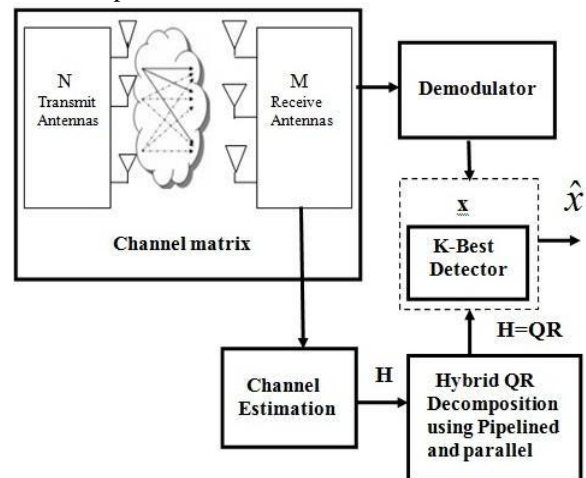 N
Transmit
Antennas
M
Receive
Antennas
Channel matrix
Demodulator
x
K-Best
Detector
x̂
H=QR
Channel
Estimation
H
Hybrid QR
Decomposition
using Pipelined
and parallel